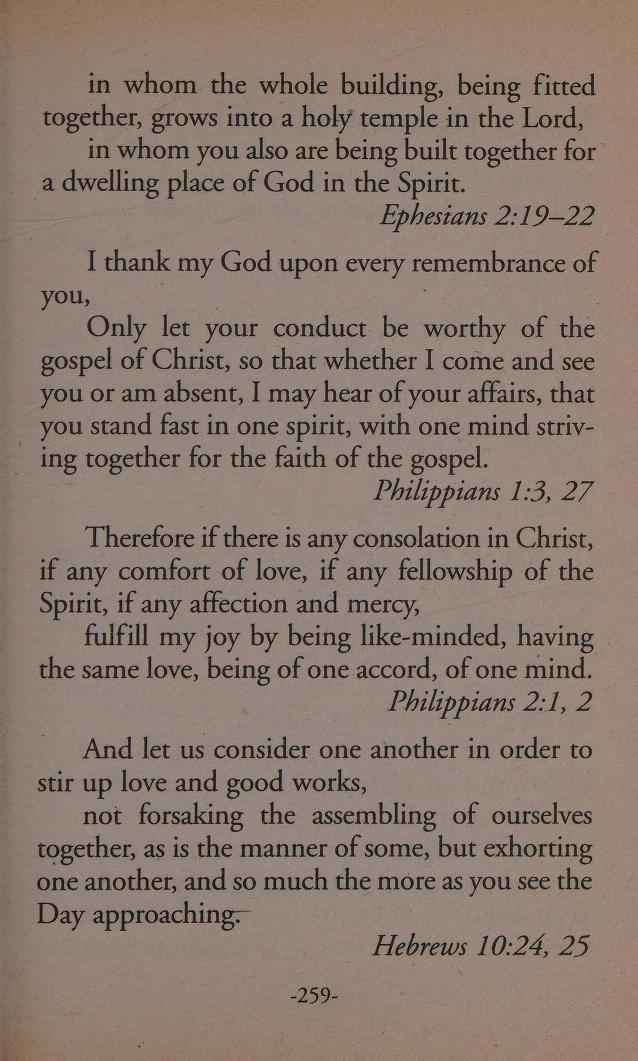 in whom the whole building, being fitted
together, grows into a holy temple in the Lord,
in whom you also are being built together for
a dwelling place of God in the Spirit.
Ephesians 2:19–22
I thank my God upon every remembrance of
you,
Only let your conduct be worthy of the
gospel of Christ, so that whether I come and see
you or am absent, I may hear of your affairs, that
you stand fast in one spirit, with one mind striv-
ing together for the faith of the gospel.
Philippians 1:3, 27
Therefore if there is any consolation in Christ,
if any comfort of love, if any fellowship of the
Spirit, if any affection and mercy,
fulfill my joy by being like-minded, having
the same love, being of one accord, of one mind.
Philippians 2:1, 2
And let us consider one another in order to
stir up love and good works,
not forsaking the assembling of ourselves
together, as is the manner of some, but exhorting
one another, and so much the more as you see the
Day approaching.
Hebrews 10:24, 25
-259-